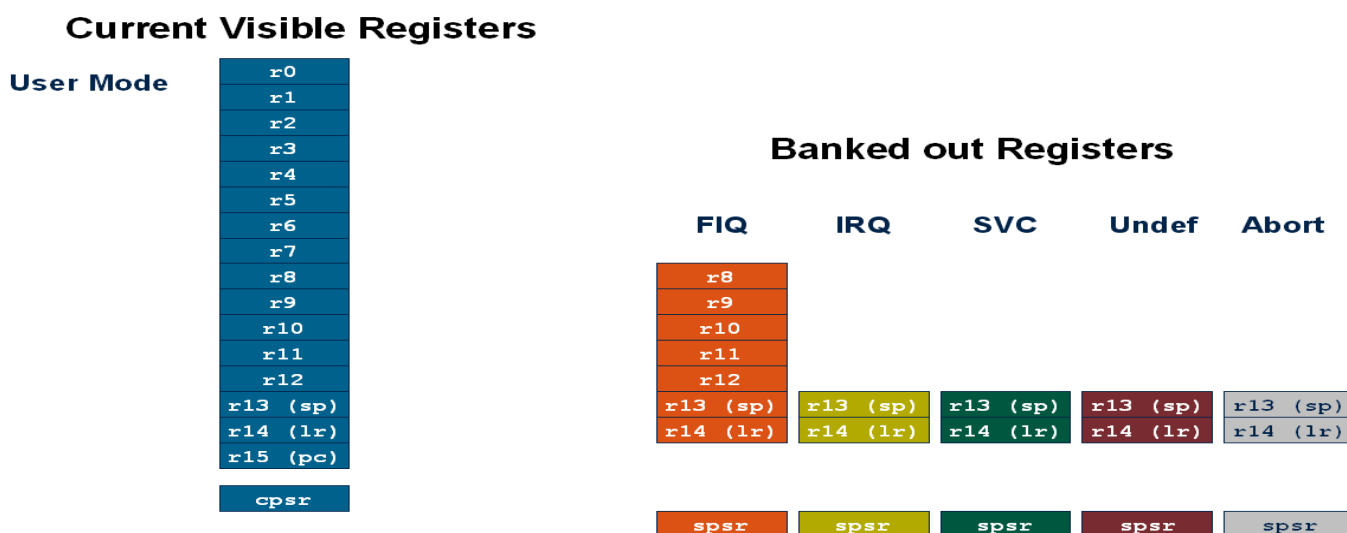 Current Visible Registers
User Mode
r0
r1
r2
r3
r4
r5
r6
r7
r8
r9
r10
r11
r12
r13 (sp)
r14 (lr)
r15 (pc)
cpsr
Banked out Registers
FIQ IRQ SVC Undef Abort
r8
r9
r10
r11
r12
r13 (sp) r13 (sp) r13 (sp) r13 (sp) r13 (sp)
r14 (lr) r14 (lr) r14 (lr) r14 (lr) r14 (lr)
spsr spsr spsr spsr spsr